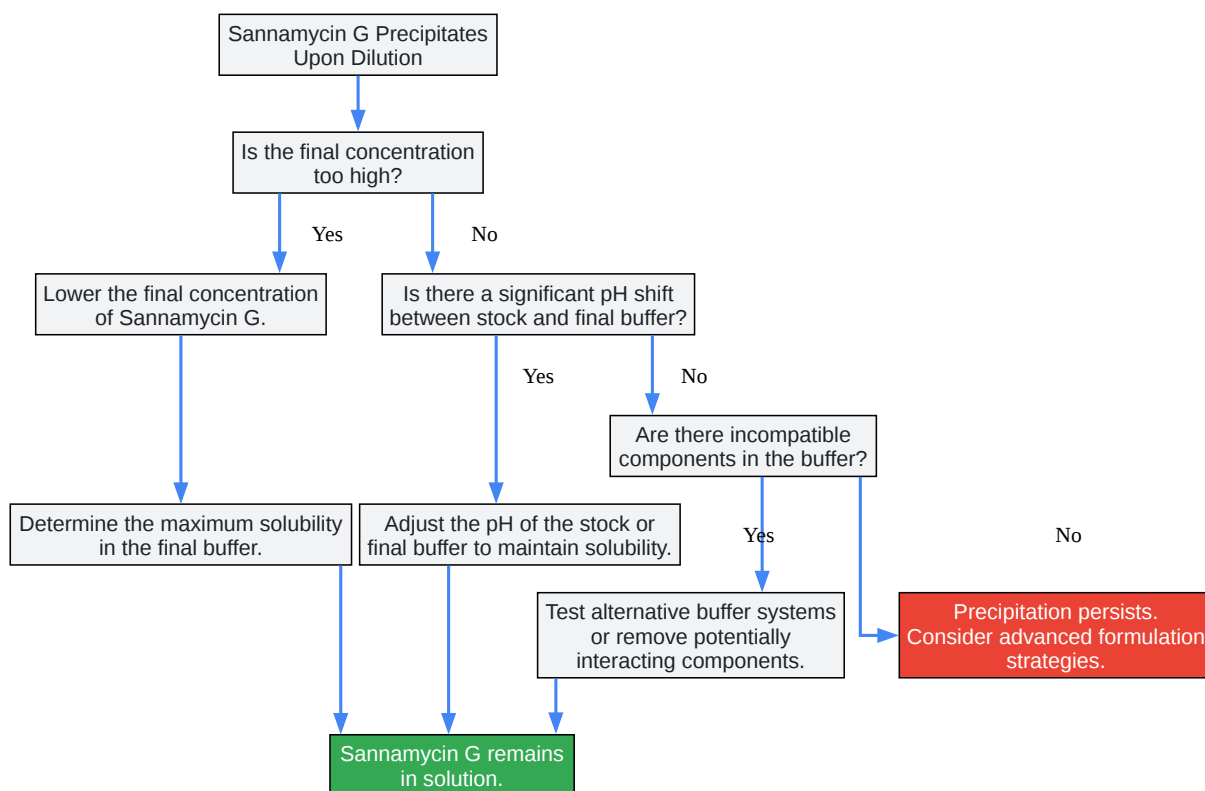 Sannamycin G Precipitates
Upon Dilution
Is the final concentration
too high?
Yes
No
Lower the final concentration
of Sannamycin G.
Is there a significant pH shift
between stock and final buffer?
Yes
No
Are there incompatible
components in the buffer?
Determine the maximum solubility
in the final buffer.
Adjust the pH of the stock or
final buffer to maintain solubility.
Yes
No
Test alternative buffer systems
or remove potentially
interacting components.
Precipitation persists.
Consider advanced formulation
strategies.
Sannamycin G remains
in solution.